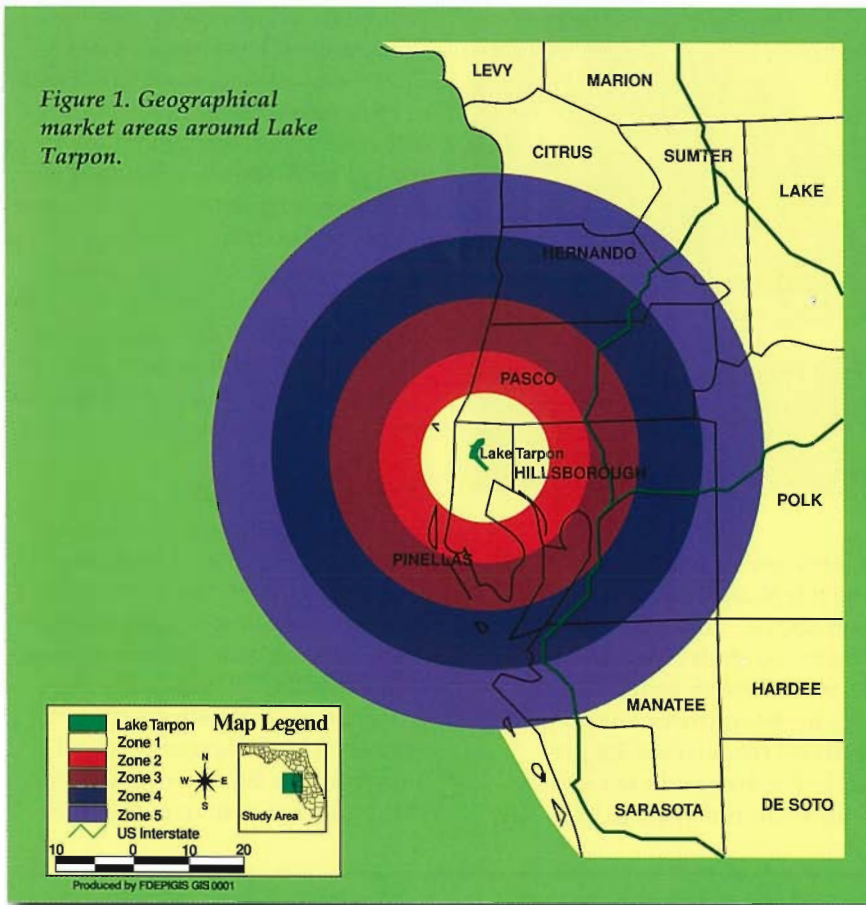 Figure 1. Geographical
market areas around Lake
Tarpon.
LEVY
MARION
CITRUS
SUMTER
LAKE
HERNANDO
PASCO
Lake Tarpon
HILLSBOROUGH
POLK
PINELLAS
MANATEE
HARDEE
SARASOTA
DE SOTO
Map Legend
Lake Tarpon
Zone 1
Zone 2
Zone 3
Zone 4
Zone 5
US Interstate
N
W E
S
Study Area
10 0 10 20
Produced by FDEPIGIS GIS 0001